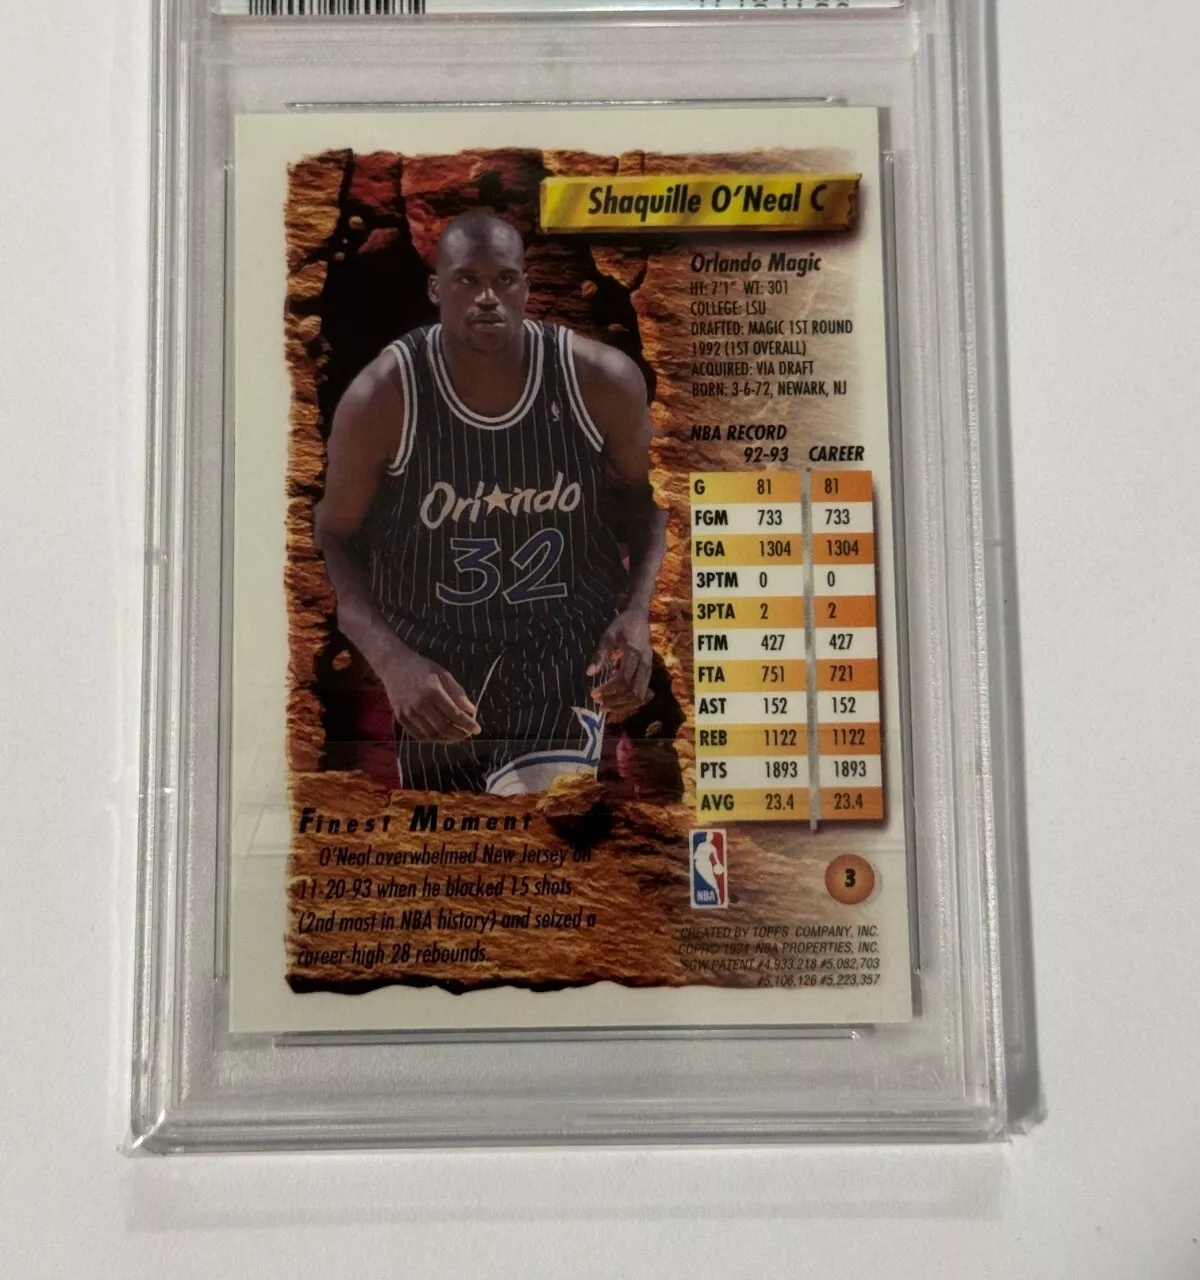 Shaquille O'Neal C
Orlando Magic
HT: 7'1" WT: 301
COLLEGE: LSU
DRAFTED: MAGIC 1ST ROUND
1992 (1ST OVERALL)
ACQUIRED: VIA DRAFT
BORN: 3-6-72, NEWARK, NJ
Orlando
32
NBA RECORD
92-93 CAREER
G 81 81
FGM 733 733
FGA 1304 1304
3PTM 0 0
3PTA 2 2
FTM 427 427
FTA 751 721
AST 152 152
REB 1122 1122
PTS 1893 1893
AVG 23.4 23.4
Finest Moment
O'Neal overwhelmed New Jersey on
11-20-93 when he blocked 15 shots
(2nd most in NBA history) and seized a
career-high 28 rebounds.
NBA
3
CREATED BY TOPPS COMPANY, INC.
COPR© 1994 NBA PROPERTIES, INC.
SGW PATENT #4,933,218 #5,082,703
#5,106,126 #5,223,357